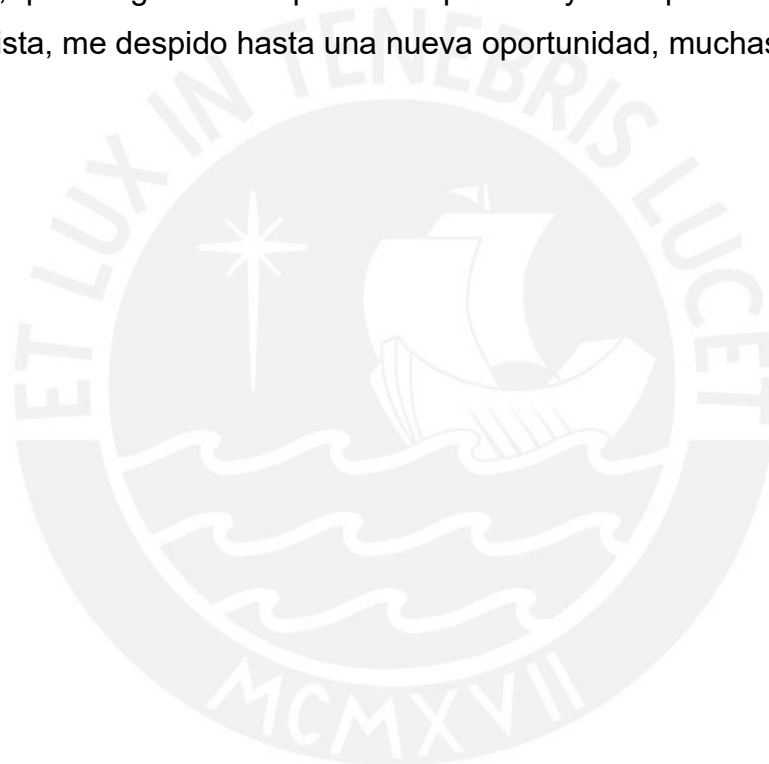 ista, me despido hasta una nueva oportunidad, muchas
ET LUX IN TENEBRIS LUCET
MCMXVII